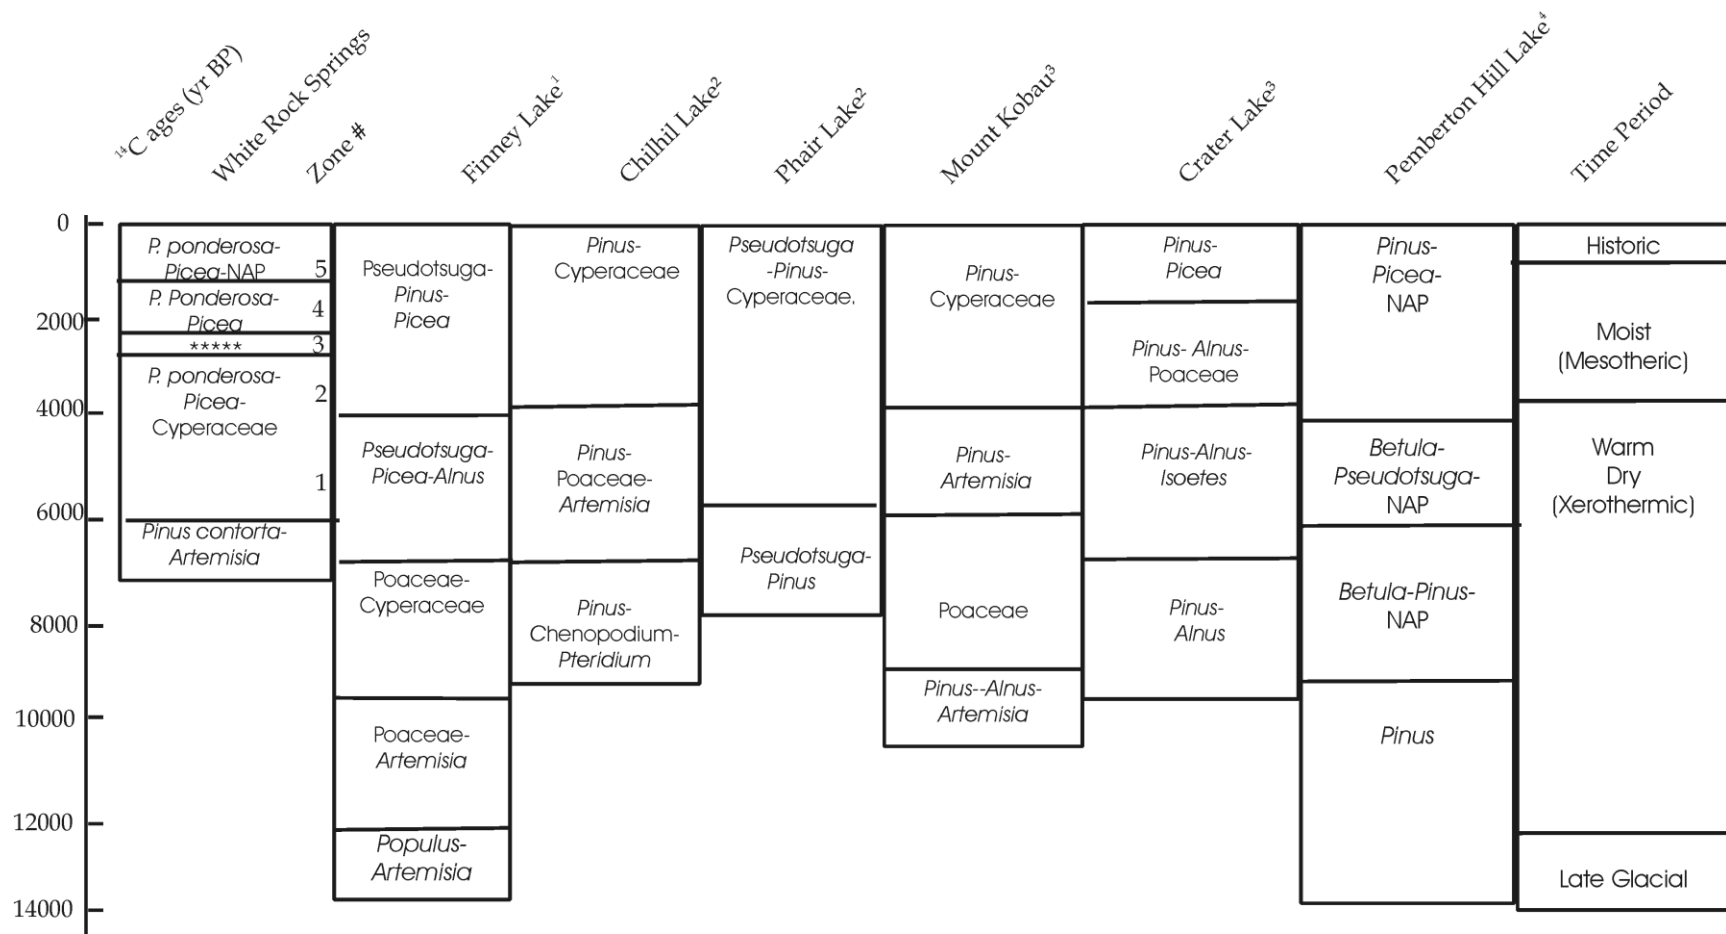 ¹⁴C ages (yr BP)
White Rock Springs
Zone #
Finney Lake¹
Chilhil Lake²
Phair Lake²
Mount Kobau³
Crater Lake³
Pemberton Hill Lake⁴
Time Period
0
2000
4000
6000
8000
10000
12000
14000
P. ponderosa-
Picea-NAP
5
P. Ponderosa-
Picea
4
*****
3
P. ponderosa-
Picea-
Cyperaceae
2
1
Pinus conforta-
Artemisia
Pseudotsuga-
Pinus-
Picea
Pseudotsuga-
Picea-Alnus
Poaceae-
Cyperaceae
Poaceae-
Artemisia
Populus-
Artemisia
Pinus-
Cyperaceae
Pinus-
Poaceae-
Artemisia
Pinus-
Chenopodium-
Pteridium
Pseudotsuga
-Pinus-
Cyperaceae.
Pseudotsuga-
Pinus
Pinus-
Cyperaceae
Pinus-
Artemisia
Poaceae
Pinus--Alnus-
Artemisia
Pinus-
Picea
Pinus- Alnus-
Poaceae
Pinus-Alnus-
Isoetes
Pinus-
Alnus
Pinus-
Picea-
NAP
Betula-
Pseudotsuga-
NAP
Betula-Pinus-
NAP
Pinus
Historic
Moist
(Mesotheric)
Warm
Dry
(Xerothermic)
Late Glacial